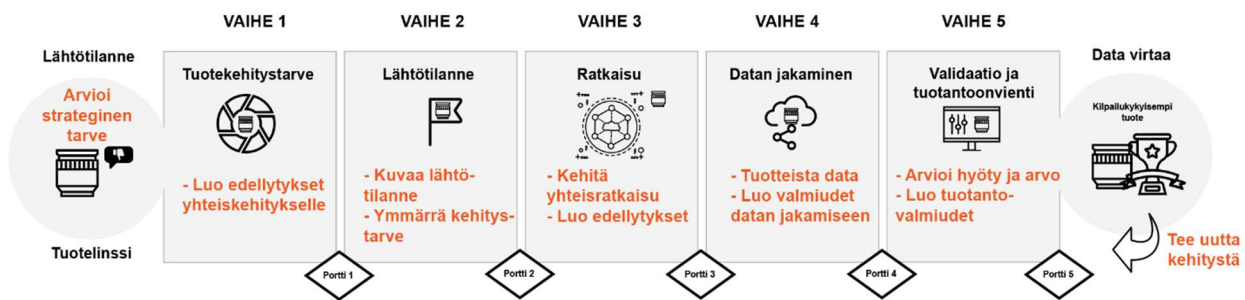 VAIHE 1
VAIHE 2
VAIHE 3
VAIHE 4
VAIHE 5
Lähtötilanne
Arvioi
strateginen
tarve
Tuotelinssi
Tuotekehitystarve
- Luo edellytykset
yhteiskehitykselle
Portti 1
Lähtötilanne
- Kuvaa lähtö-
tilanne
- Ymmärrä kehitys-
tarve
Portti 2
Ratkaisu
- Kehitä
yhteisratkaisu
- Luo edellytykset
Portti 3
Datan jakaminen
- Tuotteista data
- Luo valmiudet
datan jakamiseen
Portti 4
Validaatio ja
tuotantoonvienti
- Arvioi hyöty ja arvo
- Luo tuotanto-
valmiudet
Portti 5
Data virtaa
Kilpailukykyisempi
tuote
Tee uutta
kehitystä